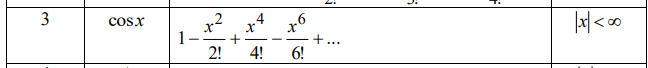 3 cos x 1 − x²/2! + x⁴/4! − x⁶/6! + ... |x| < ∞